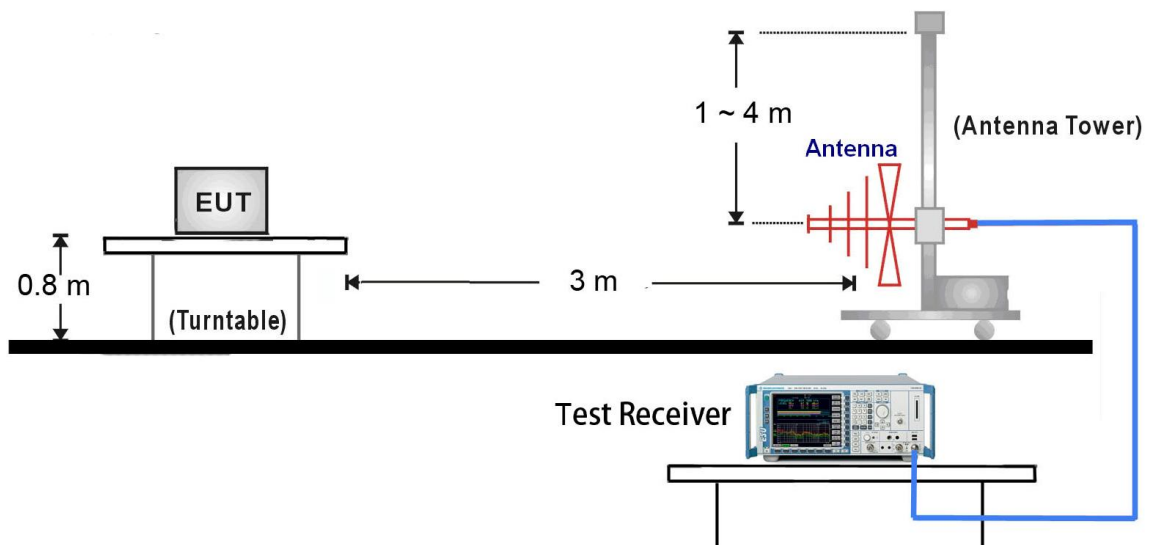 1 ~ 4 m
(Antenna Tower)
Antenna
EUT
0.8 m
3 m
(Turntable)
Test Receiver